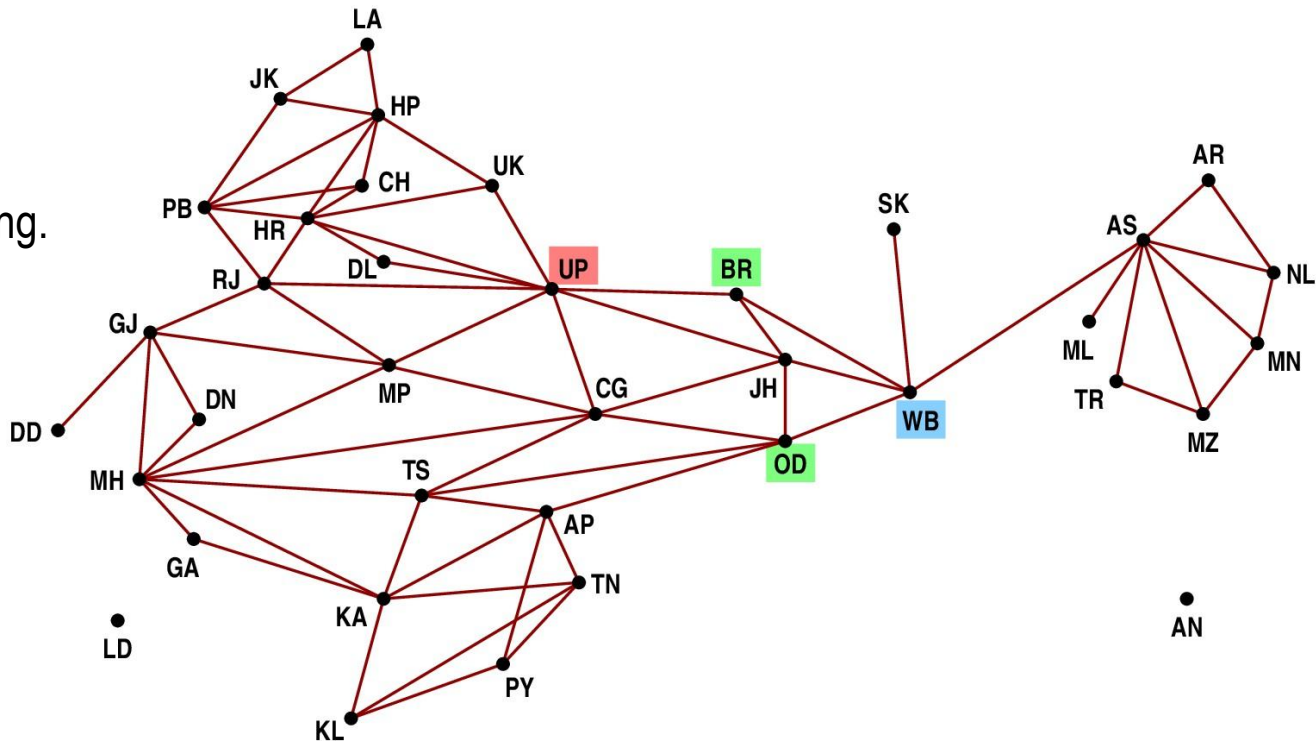 LA
JK
HP
UK
AR
CH
PB
ng.
SK
HR
AS
DL
UP
BR
NL
RJ
GJ
ML
MN
MP
CG
JH
TR
DN
WB
DD
MZ
TS
OD
MH
AP
GA
TN
KA
AN
LD
PY
KL